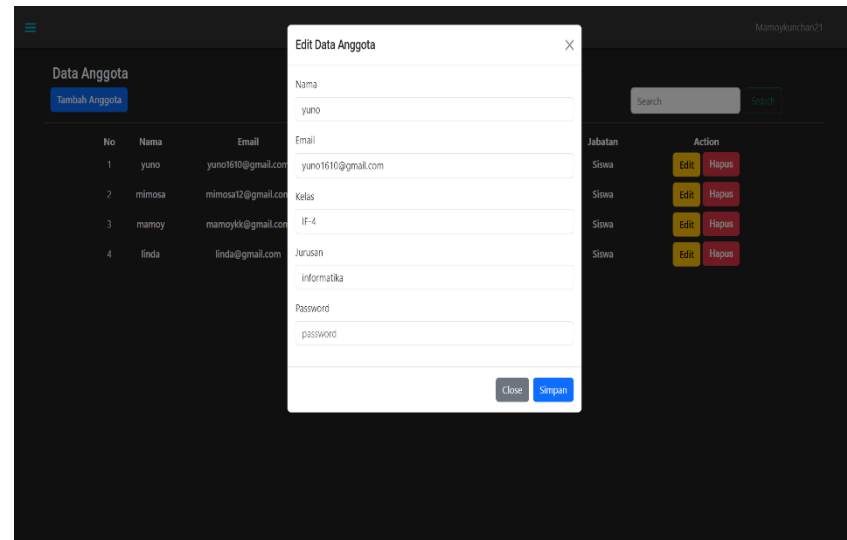 Mamoykunchan21
Edit Data Anggota
Data Anggota
Nama
Tambah Anggota
yuno
Search
Search
Email
No Nama Email Jabatan Action
yuno1610@gmail.com
1 yuno yuno1610@gmail.com Siswa Edit Hapus
Kelas
2 mimosa mimosa12@gmail.com Siswa Edit Hapus
IF-4
3 mamoy mamoykk@gmail.com Siswa Edit Hapus
Jurusan
4 linda linda@gmail.com Siswa Edit Hapus
informatika
Password
password
Close Simpan